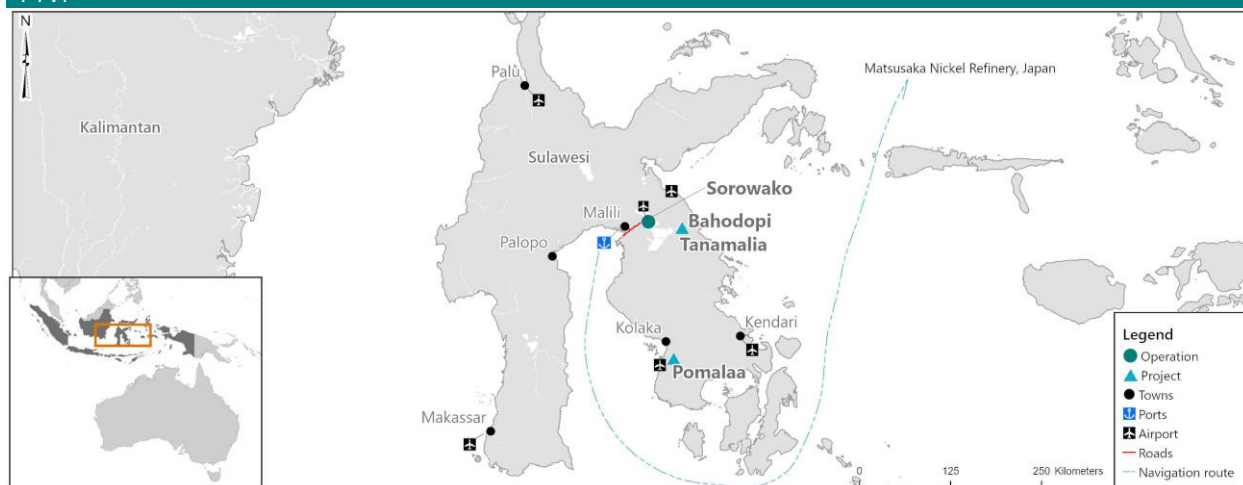 N
Kalimantan
Palu
Sulawesi
Matsusaka Nickel Refinery, Japan
Sorowako
Malili
Bahodopi
Tanamalia
Palopo
Kolaka
Kendari
Pomalaa
Makassar
0 125 250 Kilometers
Legend
Operation
Project
Towns
Ports
Airport
Roads
Navigation route